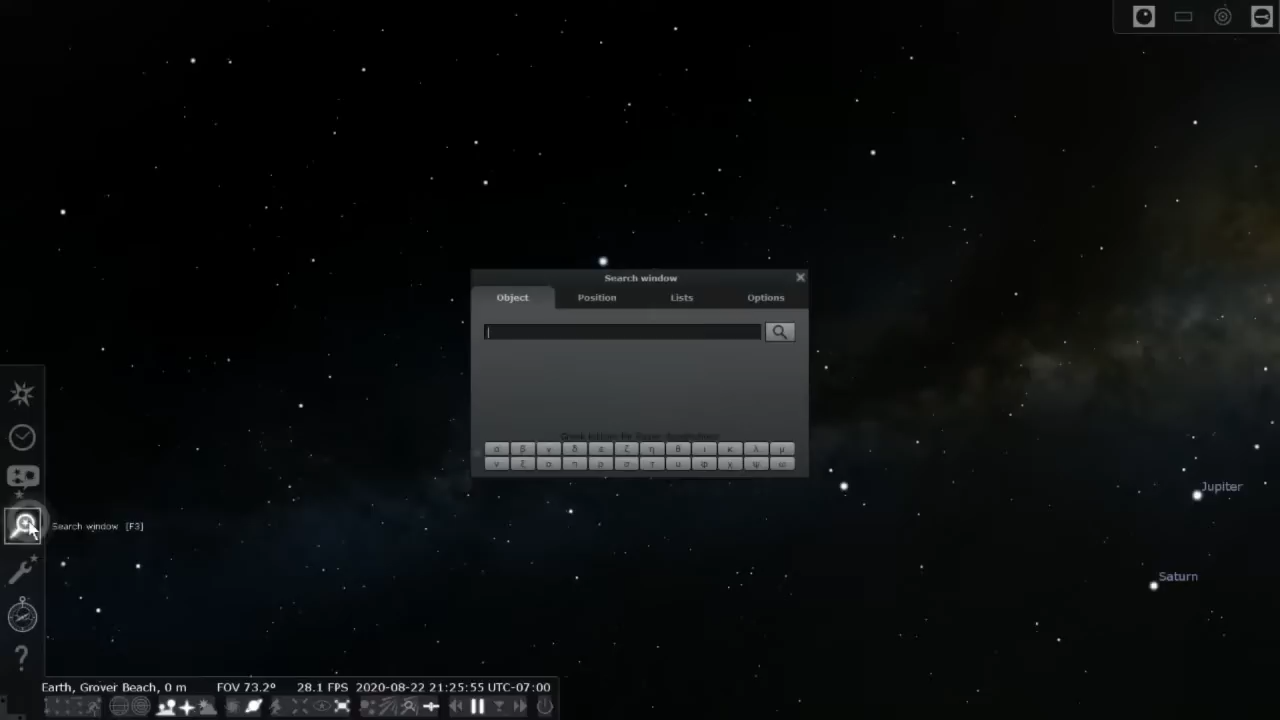 Search window
Object Position Lists Options
α β γ δ ε ζ η θ ι κ λ μ
ν ξ ο π ρ σ τ υ φ χ ψ ω
Jupiter
Search window [F3]
Saturn
Earth, Grover Beach, 0 m FOV 73.2° 28.1 FPS 2020-08-22 21:25:55 UTC-07:00